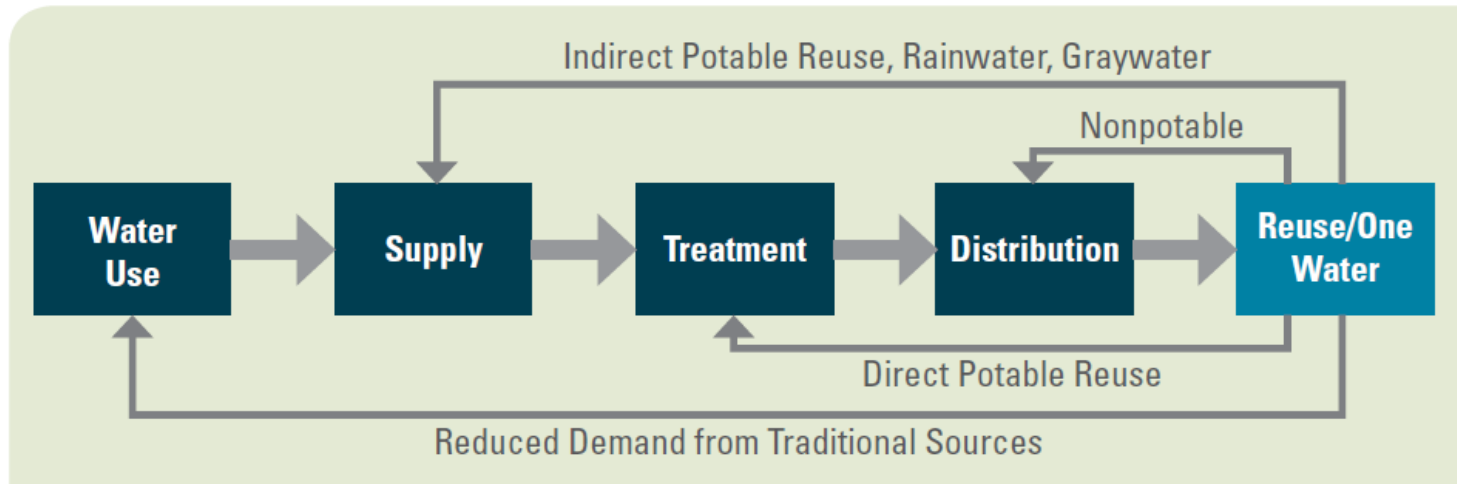 Indirect Potable Reuse, Rainwater, Graywater
Nonpotable
Water
Use
Supply
Treatment
Distribution
Reuse/One
Water
Direct Potable Reuse
Reduced Demand from Traditional Sources